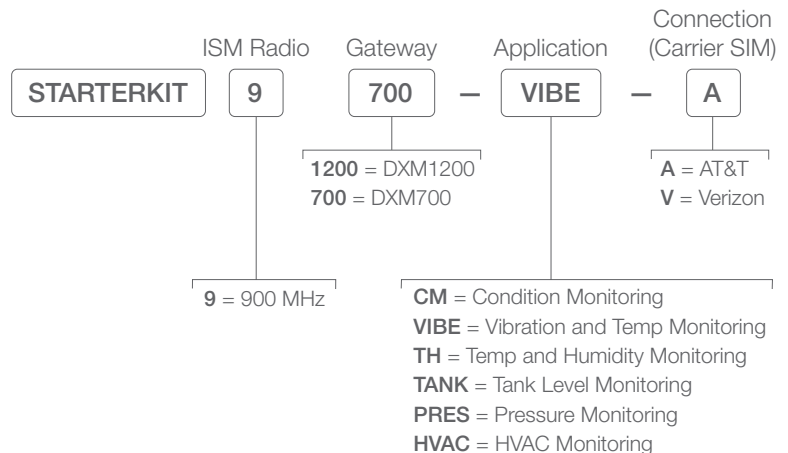 ISM Radio Gateway Application Connection (Carrier SIM)
STARTERKIT 9 700 – VIBE – A
1200 = DXM1200
700 = DXM700
A = AT&T
V = Verizon
9 = 900 MHz
CM = Condition Monitoring
VIBE = Vibration and Temp Monitoring
TH = Temp and Humidity Monitoring
TANK = Tank Level Monitoring
PRES = Pressure Monitoring
HVAC = HVAC Monitoring